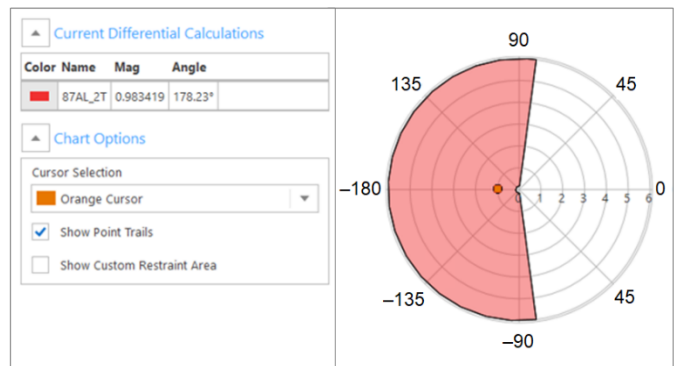 Current Differential Calculations
Color Name Mag Angle
87AL_2T 0.983419 178.23°
Chart Options
Cursor Selection
Orange Cursor
Show Point Trails
Show Custom Restraint Area
90
135
45
–180
0 1 2 3 4 5 6
0
–135
45
–90